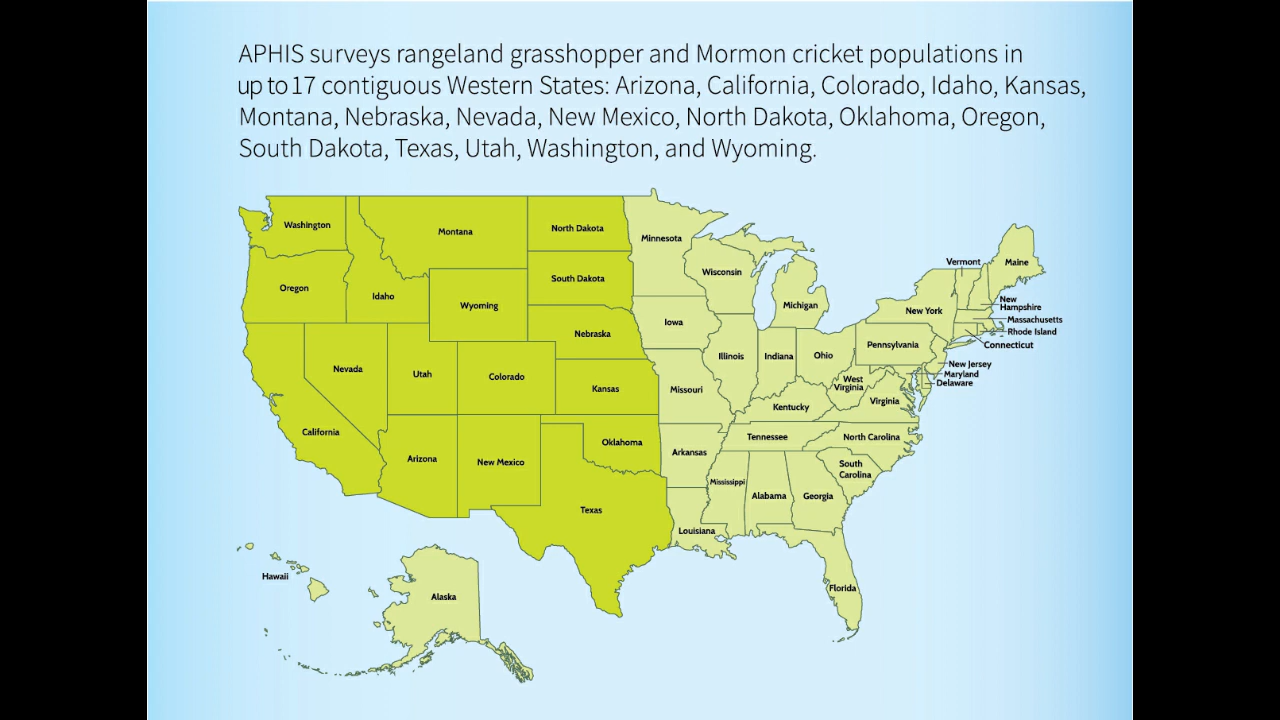 APHIS surveys rangeland grasshopper and Mormon cricket populations in
up to 17 contiguous Western States: Arizona, California, Colorado, Idaho, Kansas,
Montana, Nebraska, Nevada, New Mexico, North Dakota, Oklahoma, Oregon,
South Dakota, Texas, Utah, Washington, and Wyoming.
Washington
Montana
North Dakota
Minnesota
Vermont
Maine
Oregon
Idaho
Wyoming
South Dakota
Wisconsin
Michigan
New York
New
Hampshire
Massachusetts
Rhode Island
Connecticut
Nebraska
Iowa
Illinois
Indiana
Ohio
Pennsylvania
New Jersey
Maryland
Delaware
Nevada
Utah
Colorado
Kansas
Missouri
West
Virginia
Virginia
Kentucky
California
Arizona
New Mexico
Oklahoma
Arkansas
Tennessee
North Carolina
South
Carolina
Mississippi
Alabama
Georgia
Texas
Louisiana
Florida
Hawaii
Alaska